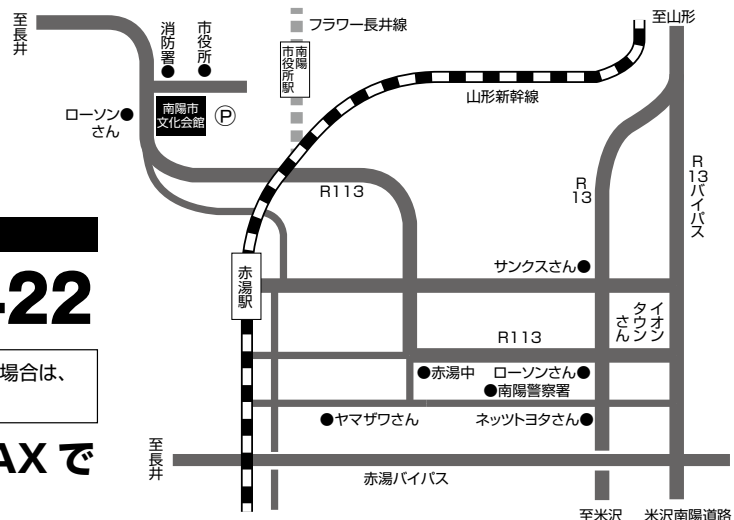 至長井
消防署
市役所
南陽
市役所駅
フラワー長井線
至山形
ローソン
さん
南陽市
文化会館
Ⓟ
山形新幹線
R113
R13
R13バイパス
赤湯駅
サンクスさん
イオン
タウン
さん
R113
赤湯中
ローソンさん
南陽警察署
ヤマザワさん
ネッツトヨタさん
至長井
赤湯バイパス
至米沢
米沢南陽道路
-22
場合は、
AXで